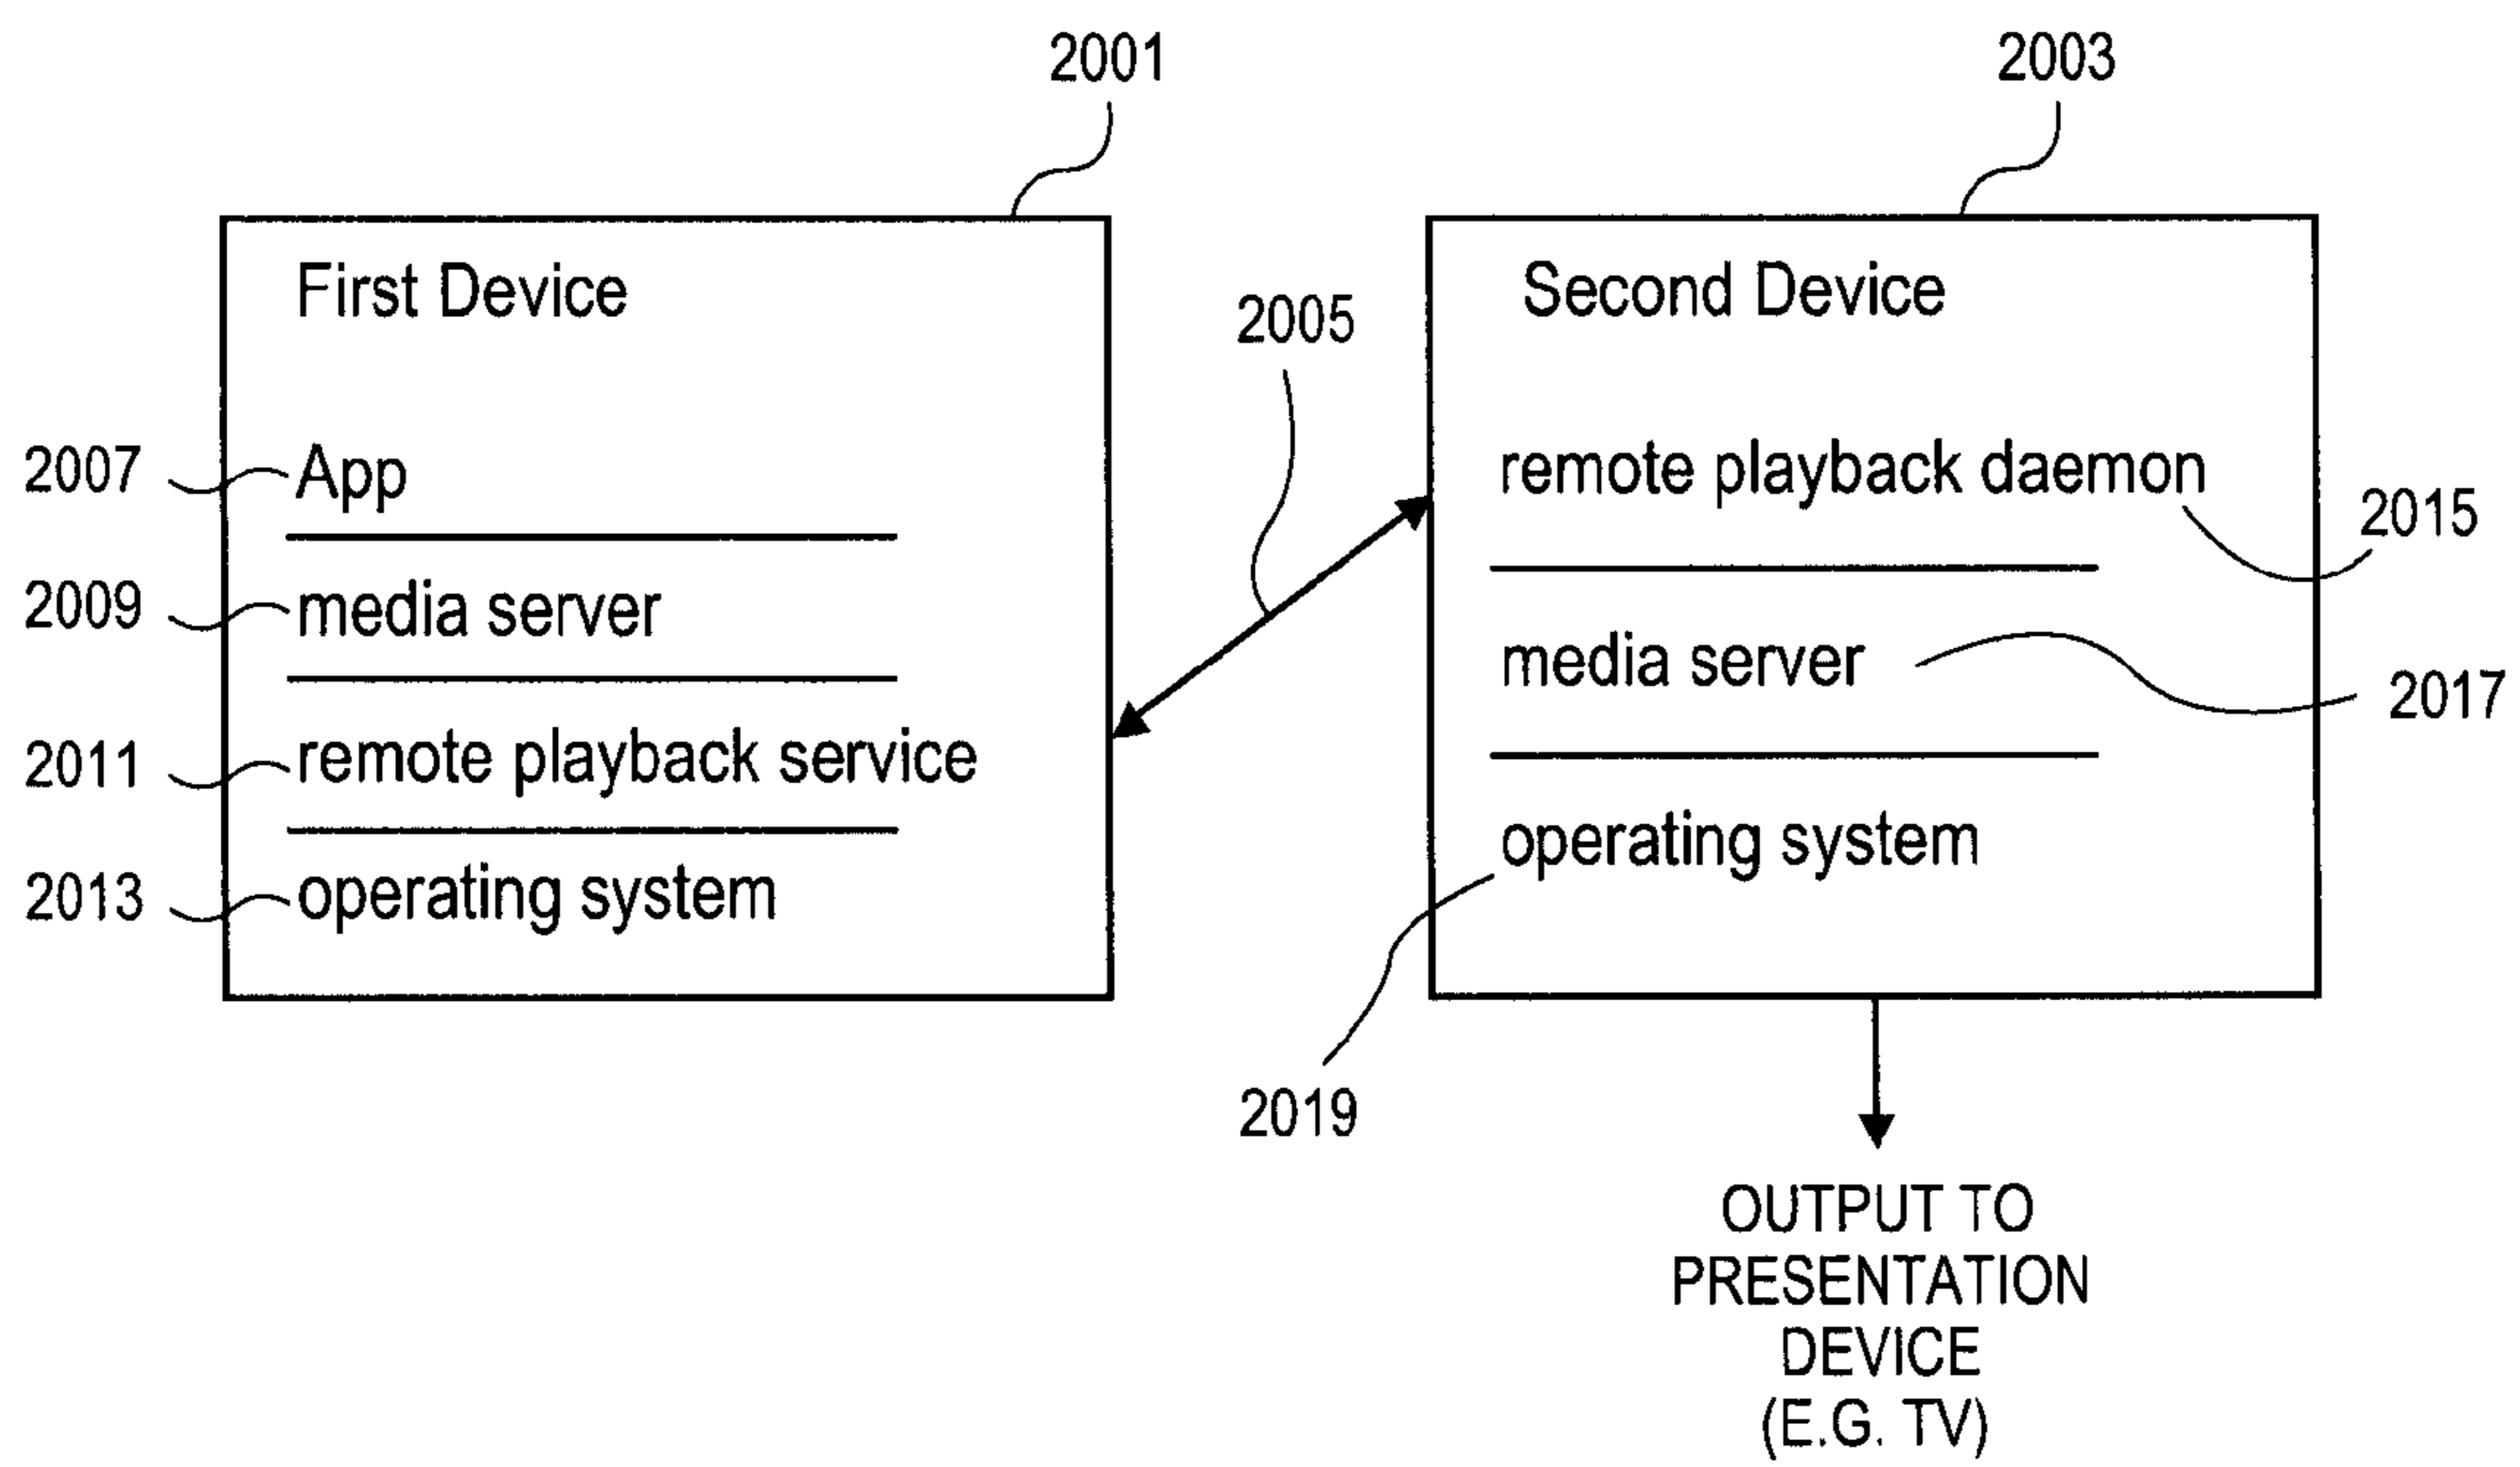 2001
2003
First Device
Second Device
2005
2007
App
remote playback daemon
2015
2009
media server
media server
2017
2011
remote playback service
operating system
2013
operating system
2019
OUTPUT TO
PRESENTATION
DEVICE
(E.G. TV)